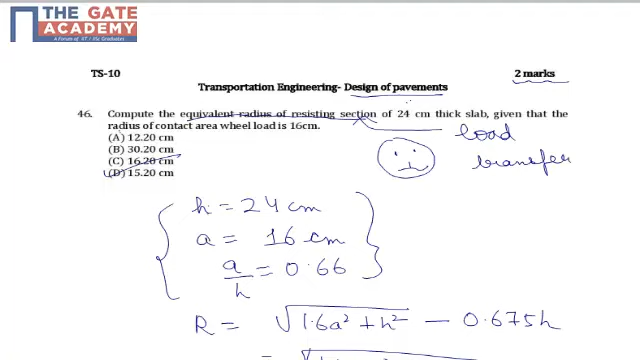 THE GATE
ACADEMY
A Forum of IIT / IISc Graduates
TS-10
2 marks
Transportation Engineering- Design of pavements
46. Compute the equivalent radius of resisting section of 24 cm thick slab, given that the
radius of contact area wheel load is 16cm.
(A) 12.20 cm
(B) 30.20 cm
(C) 16.20 cm
(D) 15.20 cm
load
transfer
h = 24 cm
a = 16 cm
a/h = 0.66
R = √1.6a² + h² − 0.675h